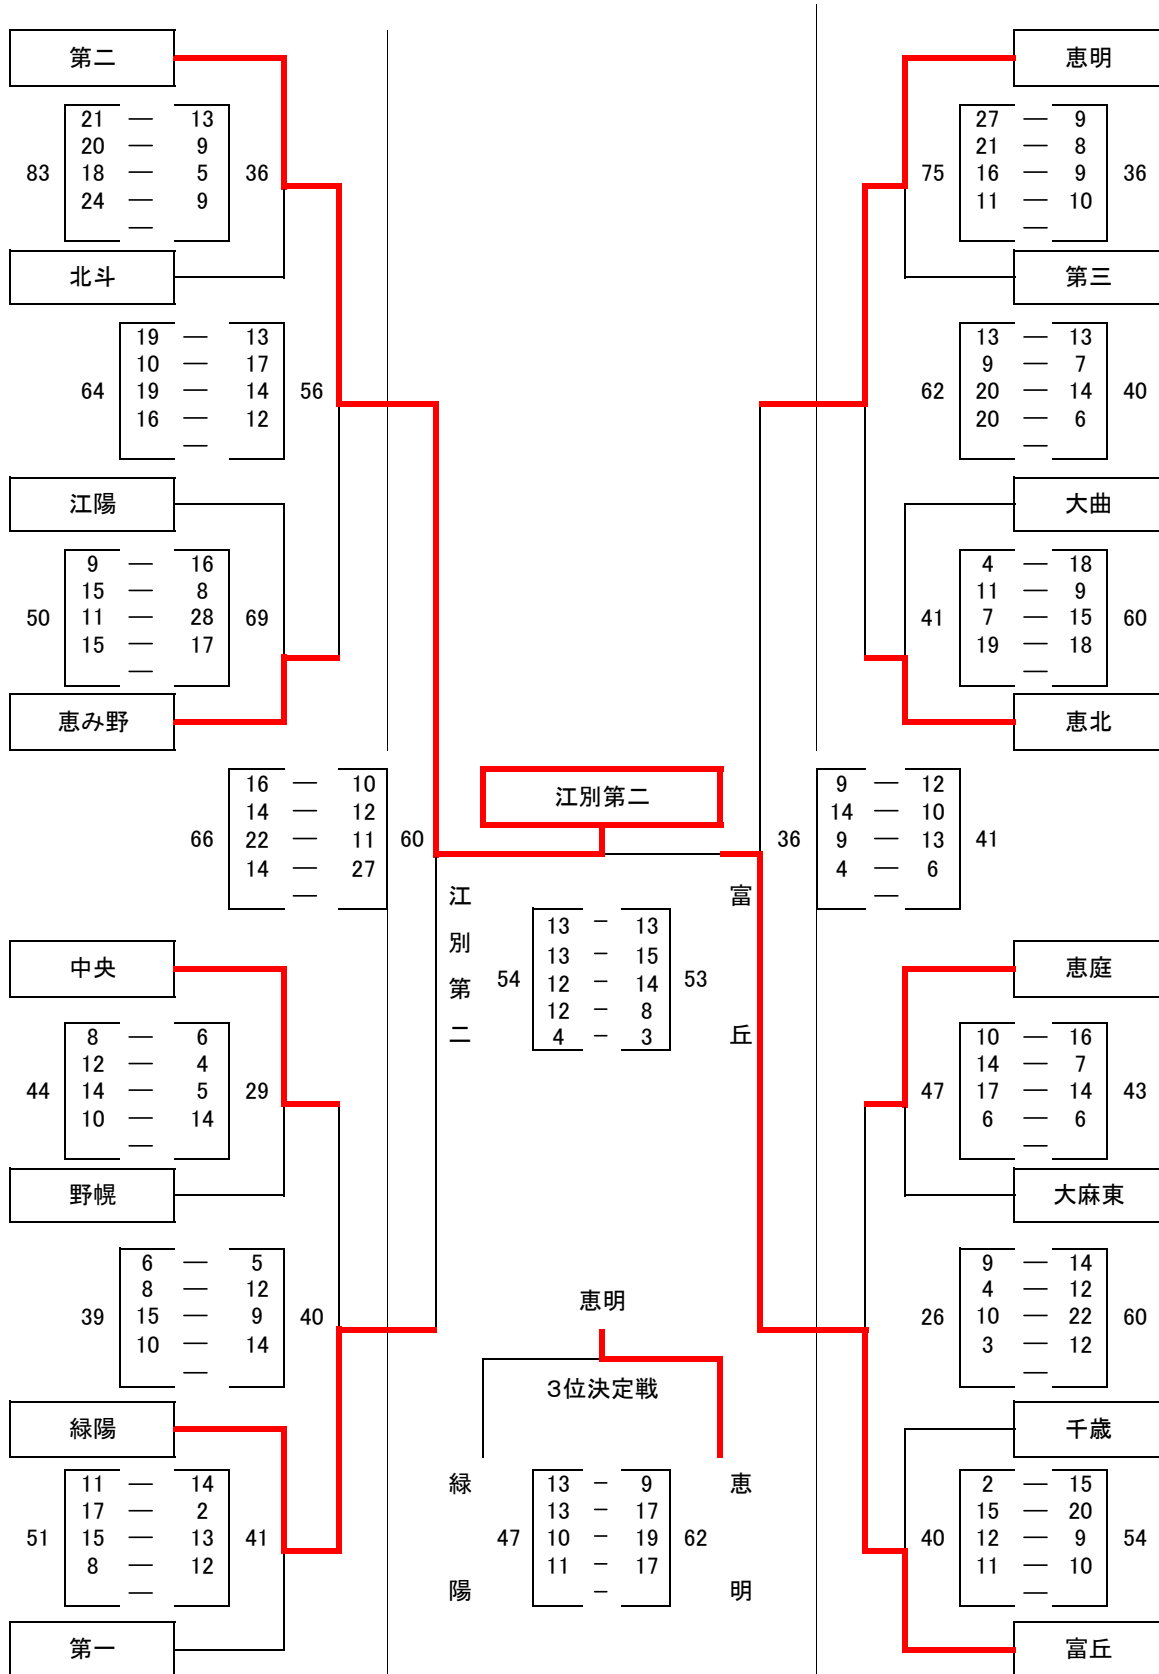 第二
21 — 13
20 — 9
83 18 — 5 36
24 — 9
—
北斗
19 — 13
10 — 17
64 19 — 14 56
16 — 12
—
江陽
9 — 16
15 — 8
50 11 — 28 69
15 — 17
—
恵み野
16 — 10
14 — 12
66 22 — 11 60
14 — 27
—
中央
8 — 6
12 — 4
44 14 — 5 29
10 — 14
—
野幌
6 — 5
8 — 12
39 15 — 9 40
10 — 14
—
緑陽
11 — 14
17 — 2
51 15 — 13 41
8 — 12
—
第一
江別第二
江別第二
富丘
13 − 13
13 − 15
54 12 − 14 53
12 − 8
4 − 3
恵明
3位決定戦
緑陽
恵明
13 − 9
13 − 17
47 10 − 19 62
11 − 17
−
恵明
27 — 9
21 — 8
75 16 — 9 36
11 — 10
—
第三
13 — 13
9 — 7
62 20 — 14 40
20 — 6
—
大曲
4 — 18
11 — 9
41 7 — 15 60
19 — 18
—
恵北
9 — 12
14 — 10
36 9 — 13 41
4 — 6
—
恵庭
10 — 16
14 — 7
47 17 — 14 43
6 — 6
—
大麻東
9 — 14
4 — 12
26 10 — 22 60
3 — 12
—
千歳
2 — 15
15 — 20
40 12 — 9 54
11 — 10
—
富丘